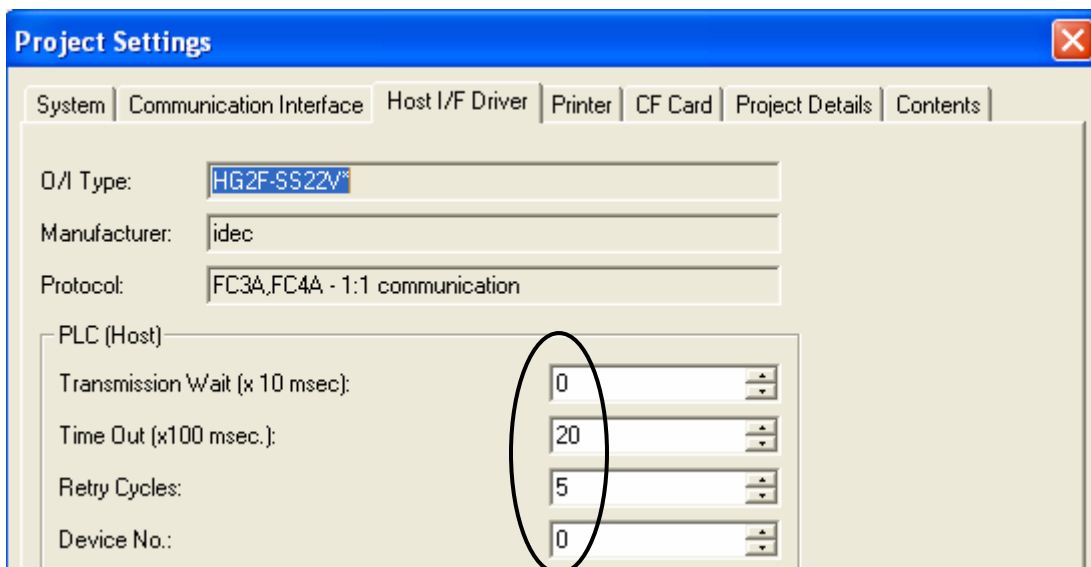 Project Settings
System Communication Interface Host I/F Driver Printer CF Card Project Details Contents
O/I Type: HG2F-SS22V*
Manufacturer: idec
Protocol: FC3A,FC4A - 1:1 communication
PLC (Host)
Transmission Wait (x 10 msec): 0
Time Out (x100 msec.): 20
Retry Cycles: 5
Device No.: 0